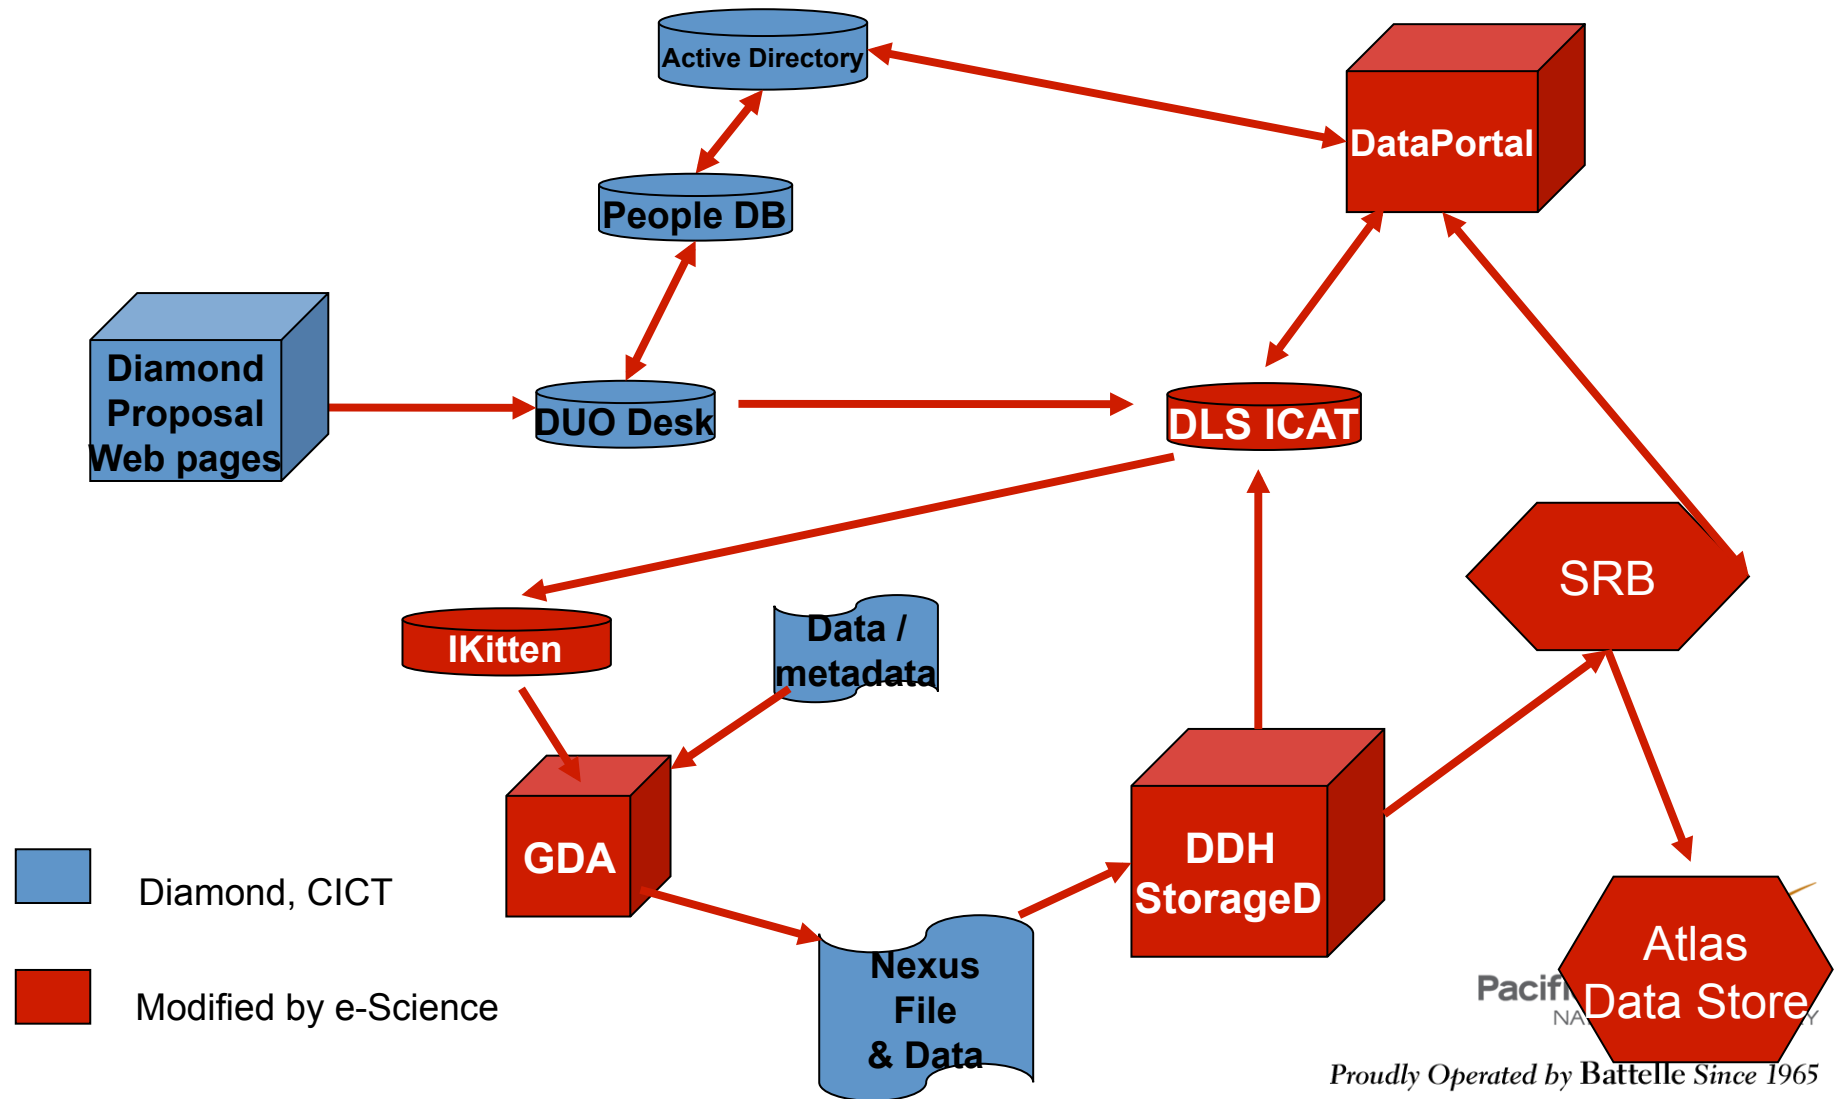 Active Directory
DataPortal
People DB
Diamond
Proposal
Web pages
DUO Desk
DLS ICAT
SRB
IKitten
Data /
metadata
GDA
DDH
StorageD
Diamond, CICT
Nexus
File
& Data
Atlas
Data Store
Modified by e-Science
Proudly Operated by Battelle Since 1965